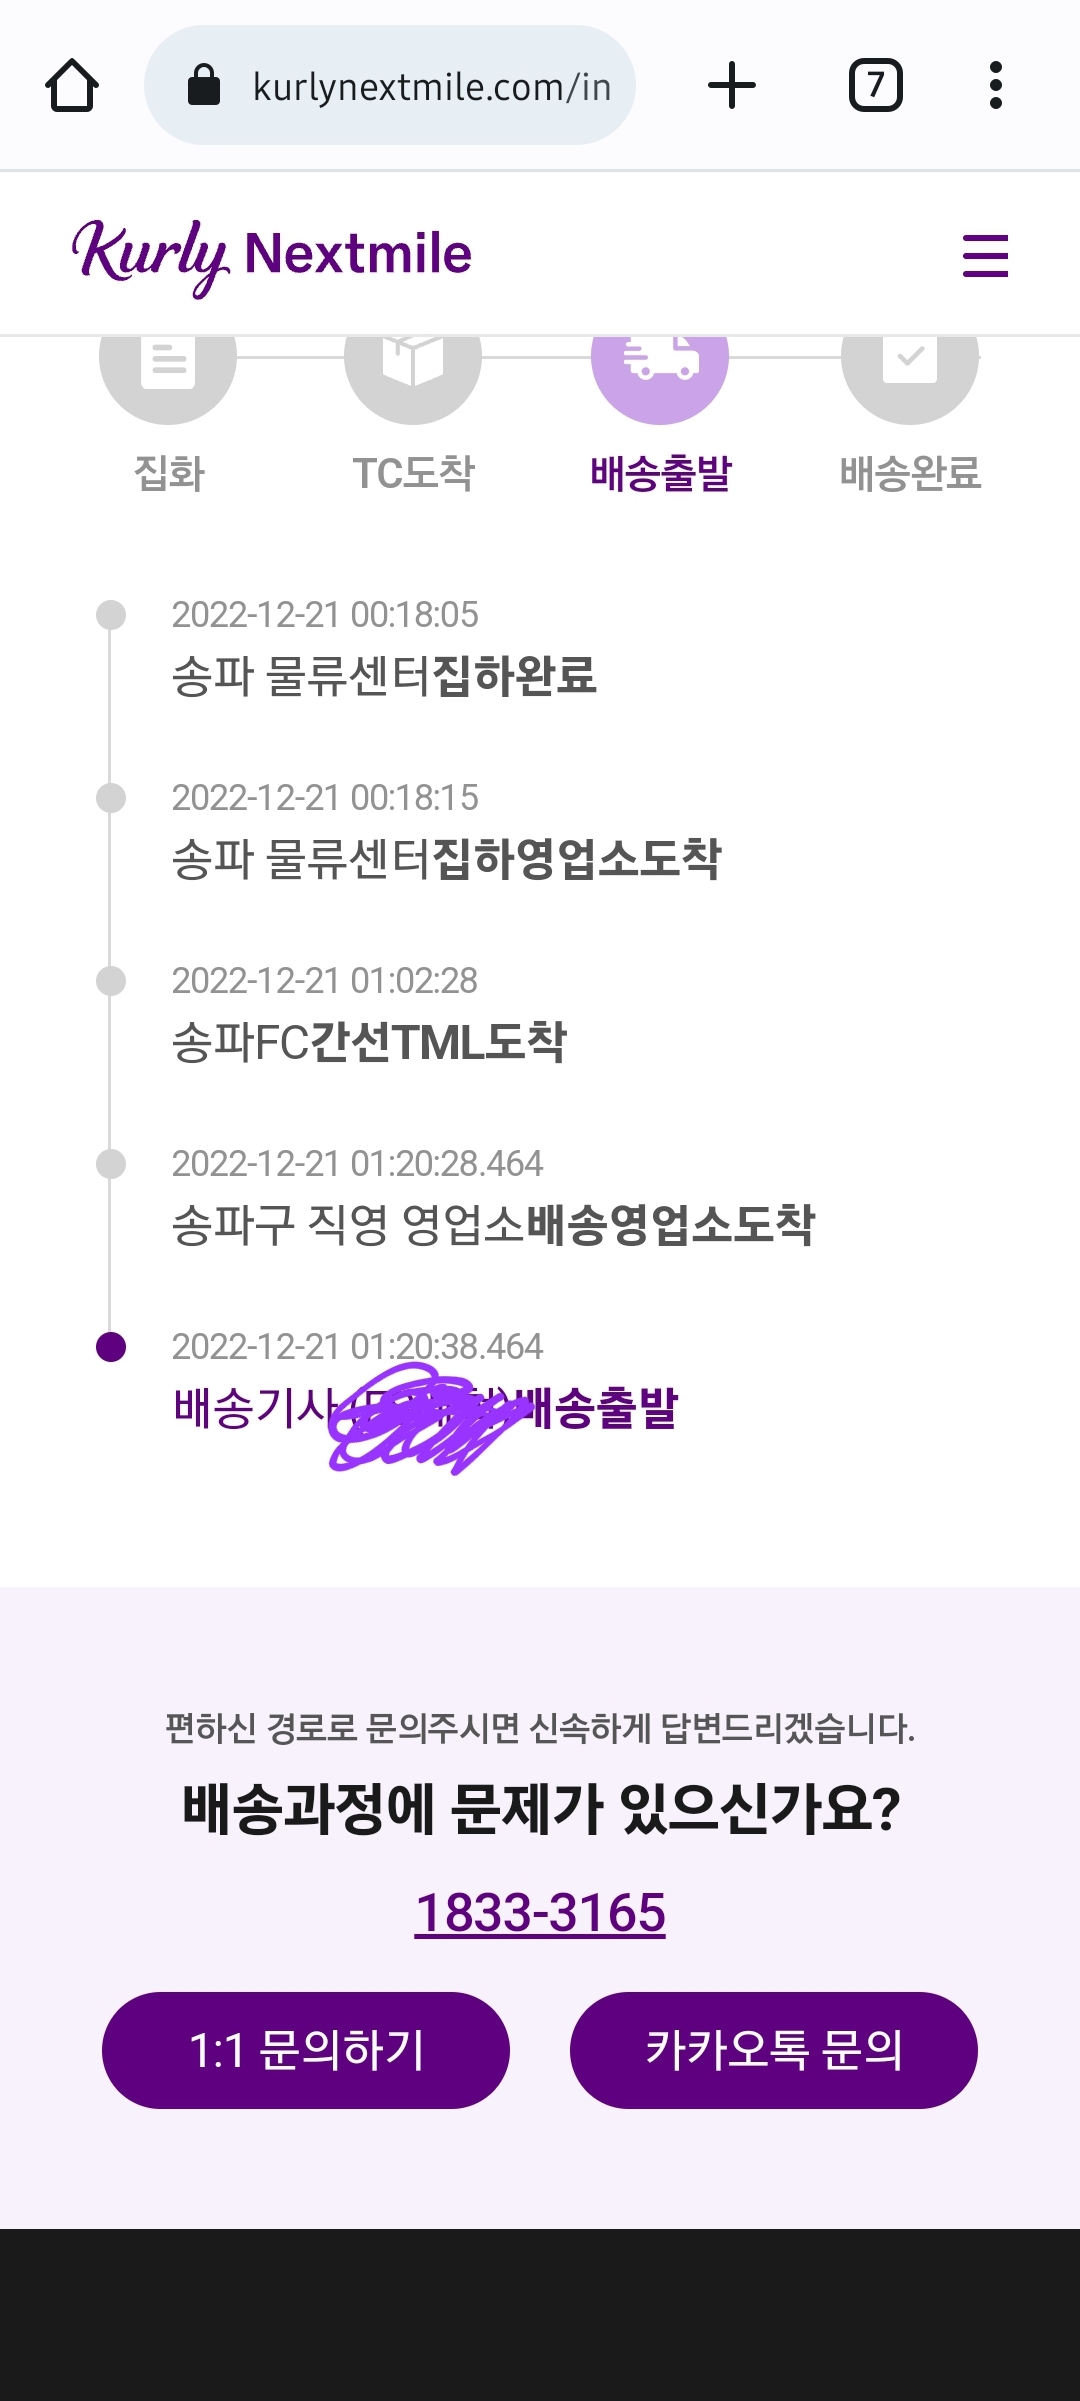 kurlynextmile.com/in
7
Kurly Nextmile
집화
TC도착
배송출발
배송완료
2022-12-21 00:18:05
송파 물류센터집하완료
2022-12-21 00:18:15
송파 물류센터집하영업소도착
2022-12-21 01:02:28
송파FC간선TML도착
2022-12-21 01:20:28.464
송파구 직영 영업소배송영업소도착
2022-12-21 01:20:38.464
배송기사 배송출발
편하신 경로로 문의주시면 신속하게 답변드리겠습니다.
배송과정에 문제가 있으신가요?
1833-3165
1:1 문의하기
카카오톡 문의